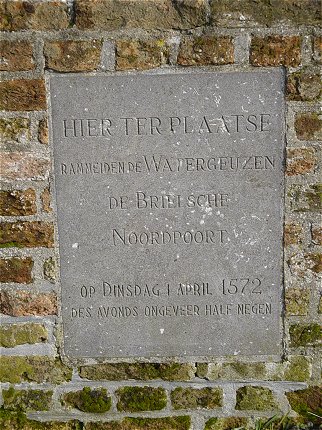 HIER TER PLAATSE
RAMMEIDEN DE WATERGEUZEN
DE BRIELSCHE
NOORDPOORT
OP DINSDAG 1 APRIL 1572
DES AVONDS ONGEVEER HALF NEGEN